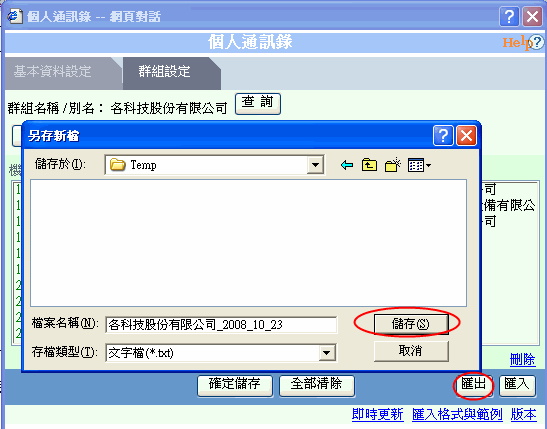 個人通訊錄 -- 網頁對話
個人通訊錄
Help
基本資料設定 群組設定
群組名稱 /別名： 各科技股份有限公司 查 詢
另存新檔
儲存於(I): Temp
司
備有限公
司
檔案名稱(N): 各科技股份有限公司_2008_10_23 儲存(S)
存檔類型(T): 文字檔(*.txt) 取消
刪除
確定儲存 全部清除 匯出 匯入
即時更新 匯入格式與範例 版本